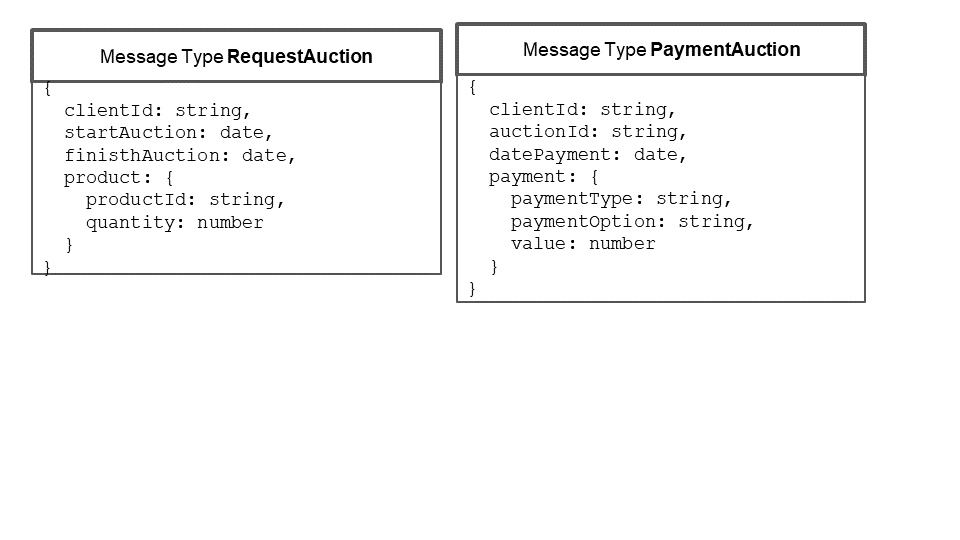 Message Type RequestAuction
{
  clientId: string,
  startAuction: date,
  finisthAuction: date,
  product: {
    productId: string,
    quantity: number
  }
}
Message Type PaymentAuction
{
  clientId: string,
  auctionId: string,
  datePayment: date,
  payment: {
    paymentType: string,
    paymentOption: string,
    value: number
  }
}